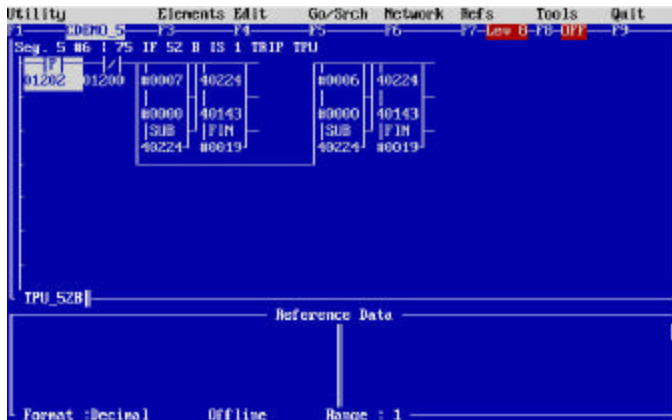 Utility Elements Edit Go/Srch Network Refs Tools Quit
F1 CDEMO_5 F3 F4 F5 F6 F7-Lev 8-F8-OFF F9
Seg. 5 #6 / 75 IF 52 B IS 1 TRIP TPU
01202 01200 #0007 40224 #0006 40224
#0000 40143 #0000 40143
SUB FIN SUB FIN
40224 #0019 40224 #0019
TPU_52B
Reference Data
Format :Decimal Offline Range : 1